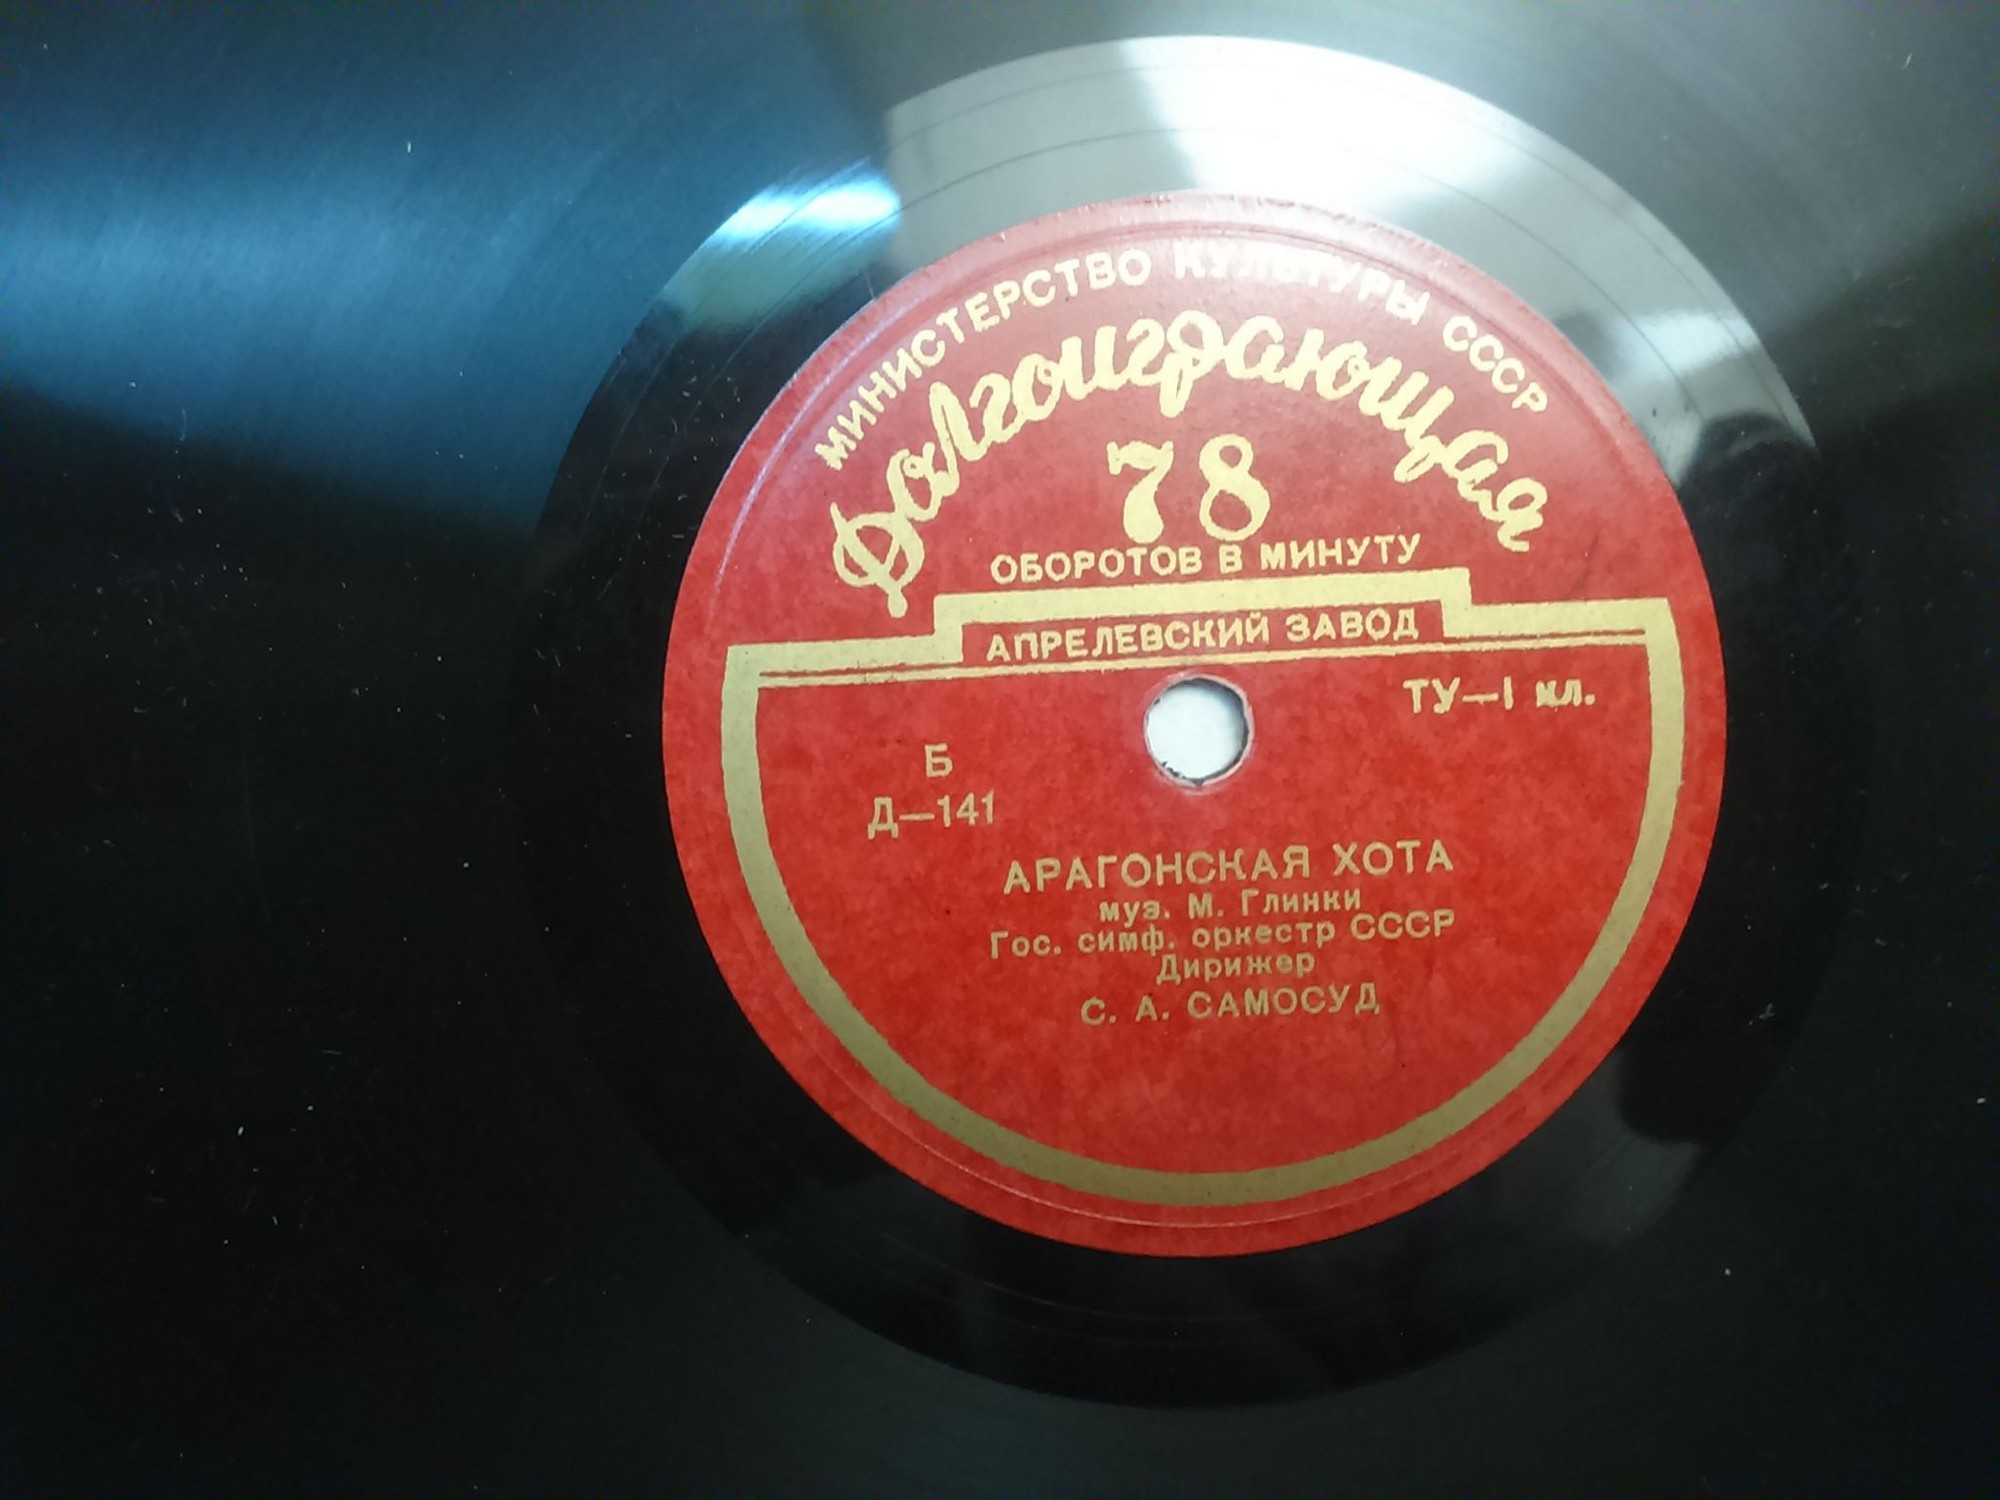 МИНИСТЕРСТВО КУЛЬТУРЫ СССР
Долгоиграющая
78
ОБОРОТОВ В МИНУТУ
АПРЕЛЕВСКИЙ ЗАВОД
ТУ—1 кл.
Б
Д—141
АРАГОНСКАЯ ХОТА
муз. М. Глинки
Гос. симф. оркестр СССР
Дирижер
С. А. САМОСУД